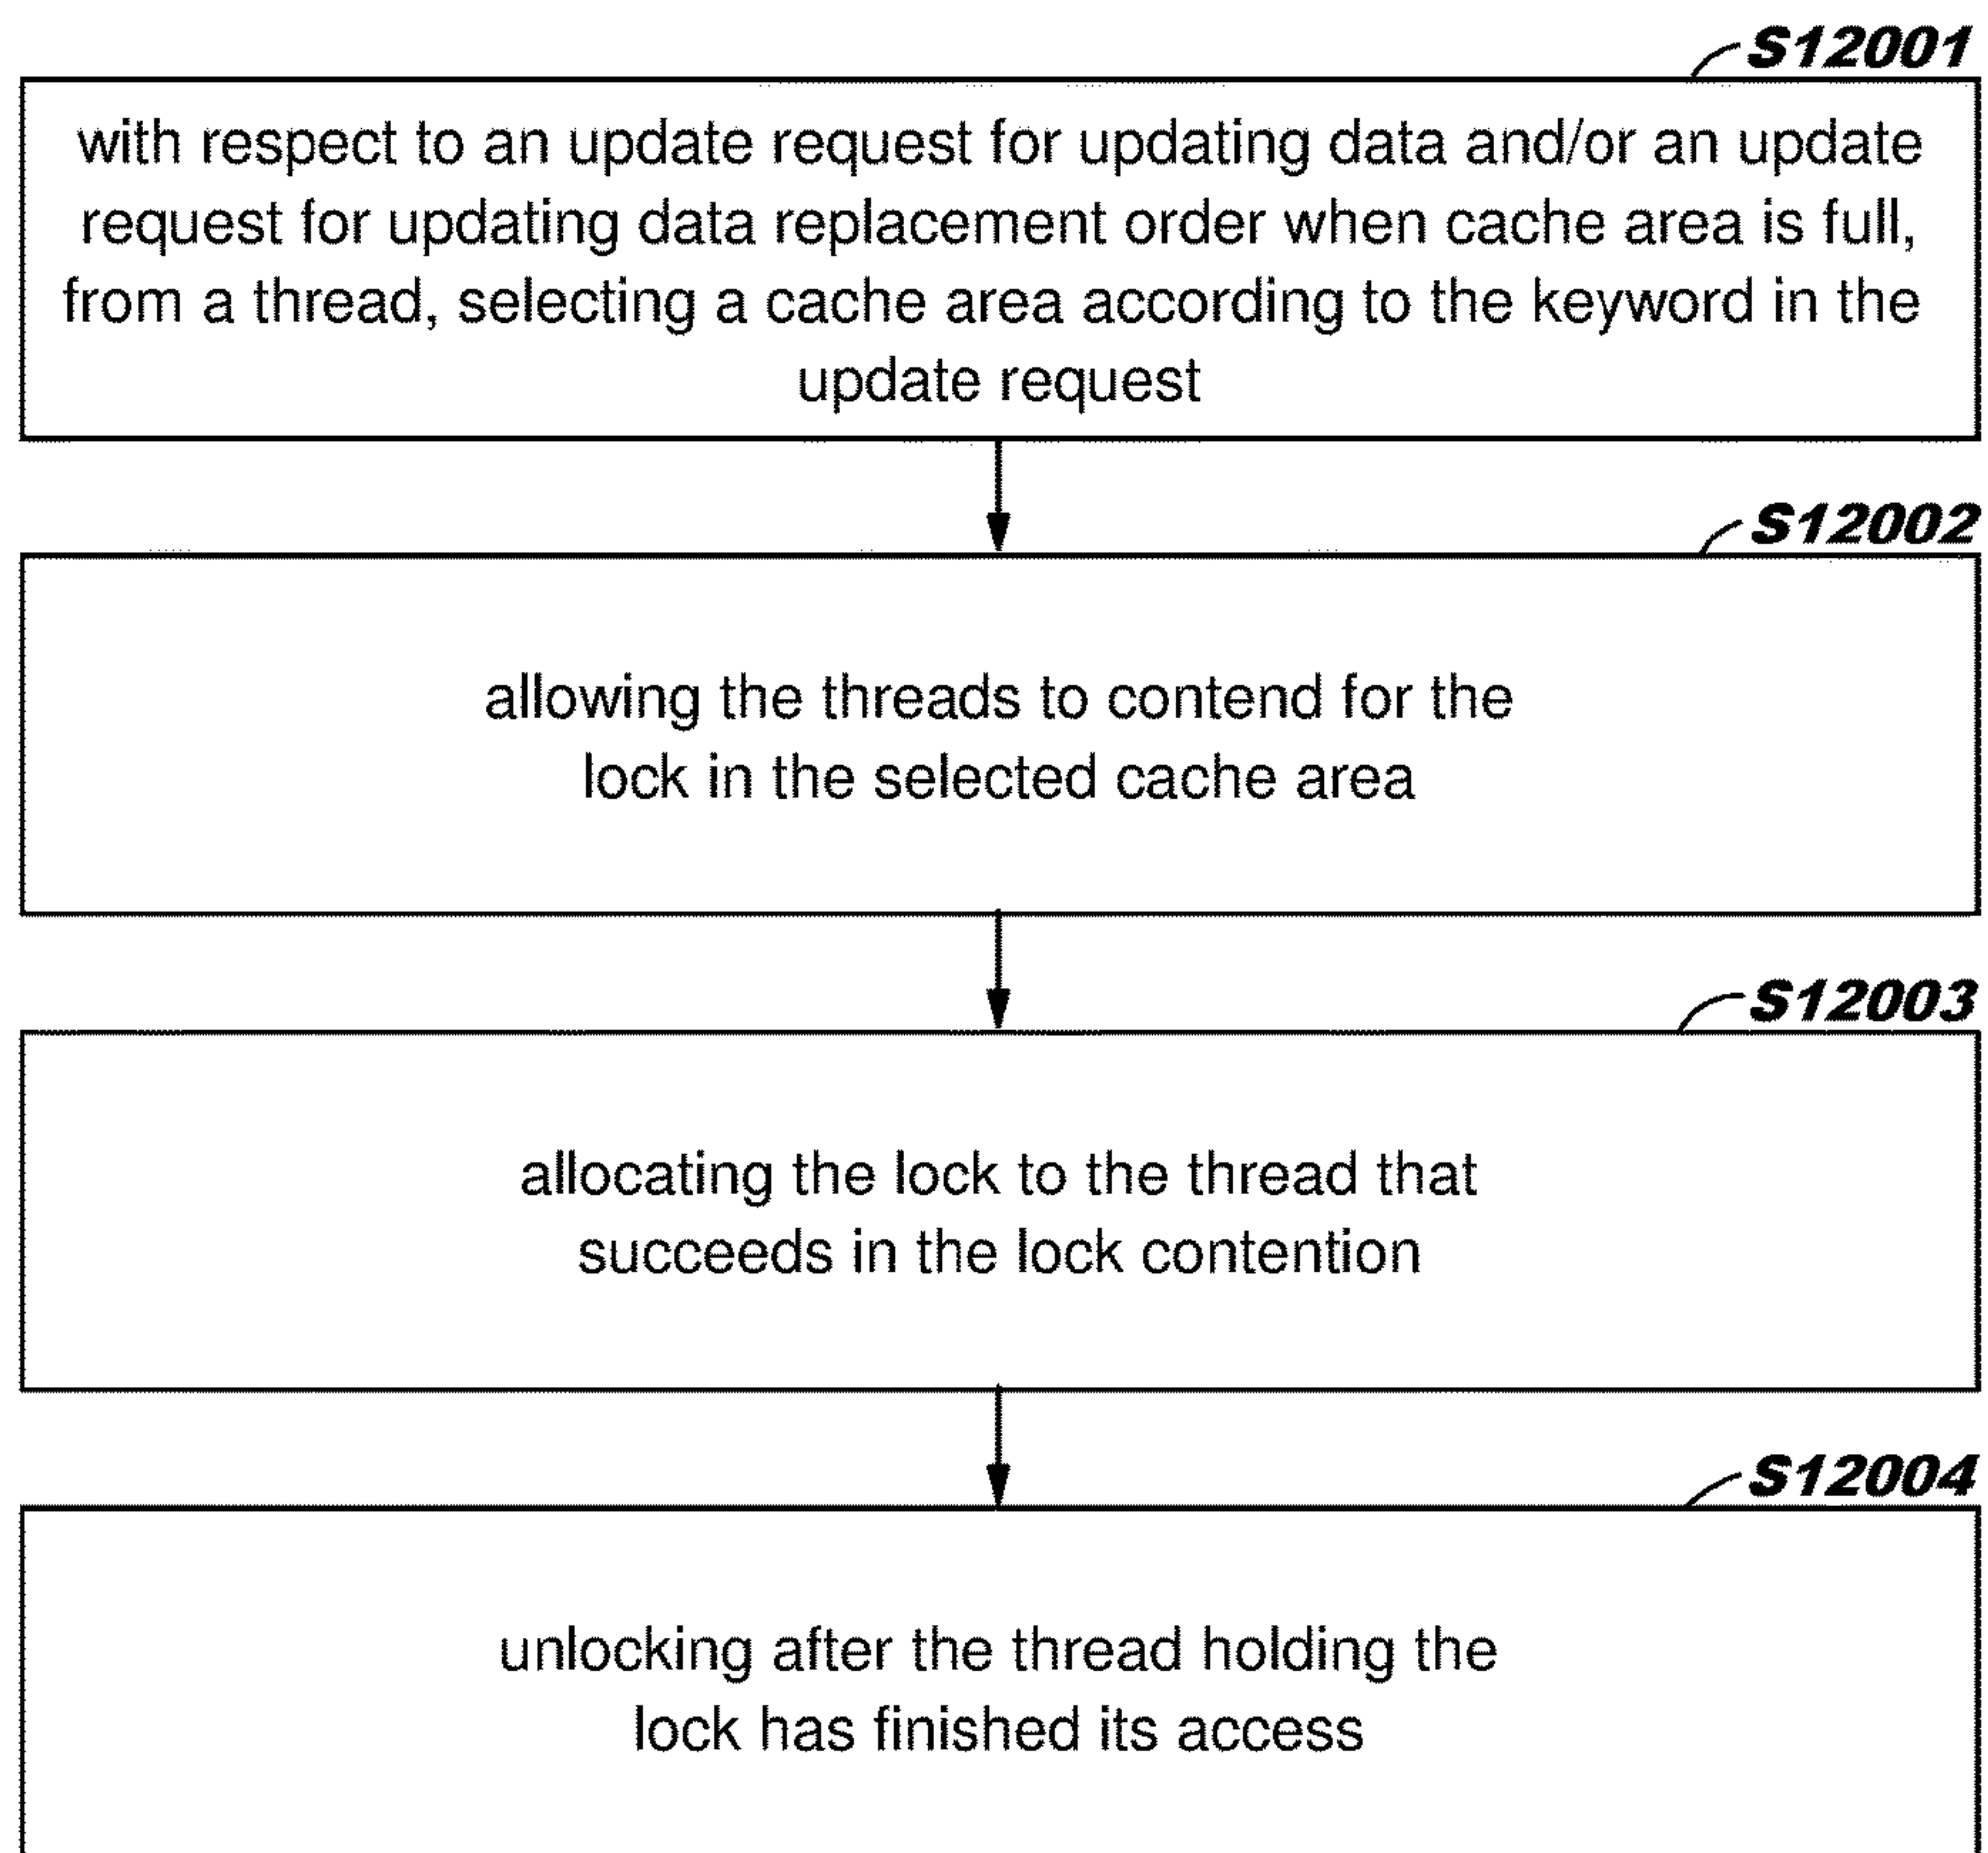 S12001
with respect to an update request for updating data and/or an update
request for updating data replacement order when cache area is full,
from a thread, selecting a cache area according to the keyword in the
update request
S12002
allowing the threads to contend for the
lock in the selected cache area
S12003
allocating the lock to the thread that
succeeds in the lock contention
S12004
unlocking after the thread holding the
lock has finished its access